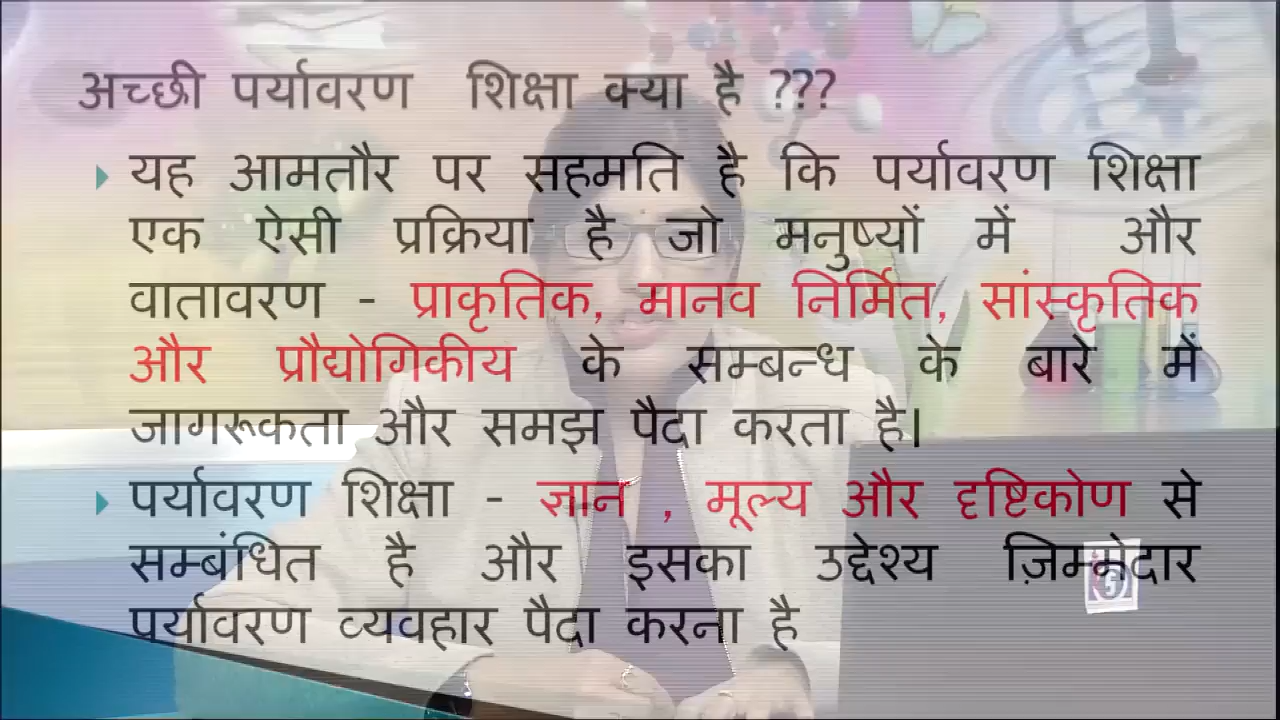 अच्छी पर्यावरण शिक्षा क्या है ???
यह आमतौर पर सहमति है कि पर्यावरण शिक्षा
एक ऐसी प्रक्रिया है जो मनुष्यों में और
वातावरण - प्राकृतिक, मानव निर्मित, सांस्कृतिक
और प्रौद्योगिकीय के सम्बन्ध के बारे में
जागरूकता और समझ पैदा करता है।
पर्यावरण शिक्षा - ज्ञान , मूल्य और दृष्टिकोण से
सम्बंधित है और इसका उद्देश्य ज़िम्मेदार
पर्यावरण व्यवहार पैदा करना है